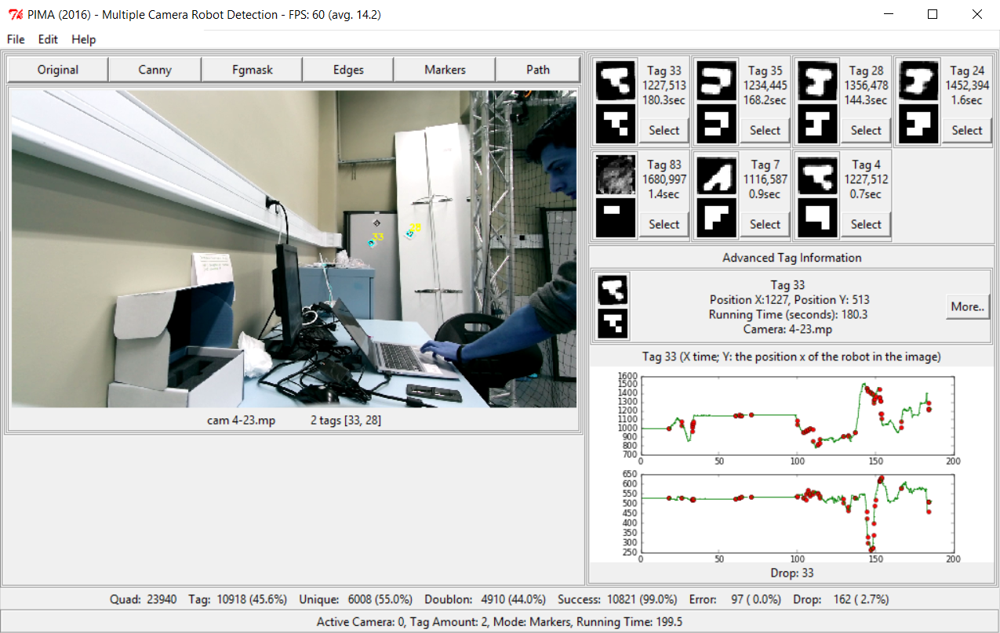 PIMA (2016) - Multiple Camera Robot Detection - FPS: 60 (avg. 14.2)
File Edit Help
Original Canny Fgmask Edges Markers Path
33
28
cam 4-23.mp 2 tags [33, 28]
Tag 33
1227,513
180.3sec
Select
Tag 35
1234,445
168.2sec
Select
Tag 28
1356,478
144.3sec
Select
Tag 24
1452,394
1.6sec
Select
Tag 83
1680,997
1.4sec
Select
Tag 7
1116,587
0.9sec
Select
Tag 4
1227,512
0.7sec
Select
Advanced Tag Information
Tag 33
Position X:1227, Position Y: 513
Running Time (seconds): 180.3
Camera: 4-23.mp
More..
Tag 33 (X time; Y: the position x of the robot in the image)
1600
1500
1400
1300
1200
1100
1000
900
800
700
0 50 100 150 200
650
600
550
500
450
400
350
300
250
0 50 100 150 200
Drop: 33
Quad: 23940 Tag: 10918 (45.6%) Unique: 6008 (55.0%) Doublon: 4910 (44.0%) Success: 10821 (99.0%) Error: 97 ( 0.0%) Drop: 162 ( 2.7%)
Active Camera: 0, Tag Amount: 2, Mode: Markers, Running Time: 199.5